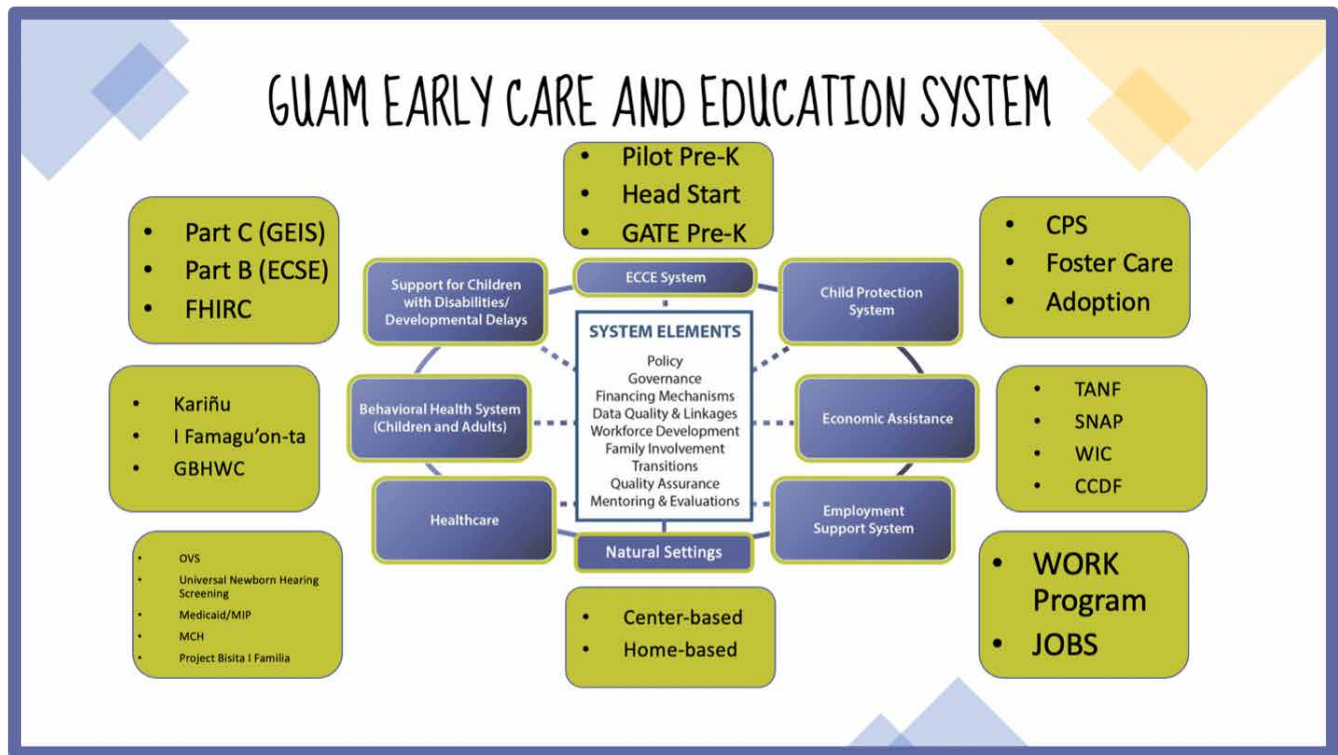 GUAM EARLY CARE AND EDUCATION SYSTEM
• Pilot Pre-K
• Head Start
• GATE Pre-K
• Part C (GEIS)
• Part B (ECSE)
• FHIRC
• CPS
• Foster Care
• Adoption
Support for Children
with Disabilities/
Developmental Delays
ECCE System
Child Protection
System
SYSTEM ELEMENTS
Policy
Governance
Financing Mechanisms
Data Quality & Linkages
Workforce Development
Family Involvement
Transitions
Quality Assurance
Mentoring & Evaluations
• Kariñu
• I Famagu’on-ta
• GBHWC
Behavioral Health System
(Children and Adults)
Economic Assistance
• TANF
• SNAP
• WIC
• CCDF
Healthcare
Employment
Support System
Natural Settings
• OVS
• Universal Newborn Hearing
Screening
• Medicaid/MIP
• MCH
• Project Bisita I Familia
• Center-based
• Home-based
• WORK
Program
• JOBS